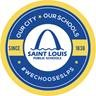 OUR CITY • OUR SCHOOLS
SINCE
1838
SAINT LOUIS
PUBLIC SCHOOLS
#WECHOOSESLPS